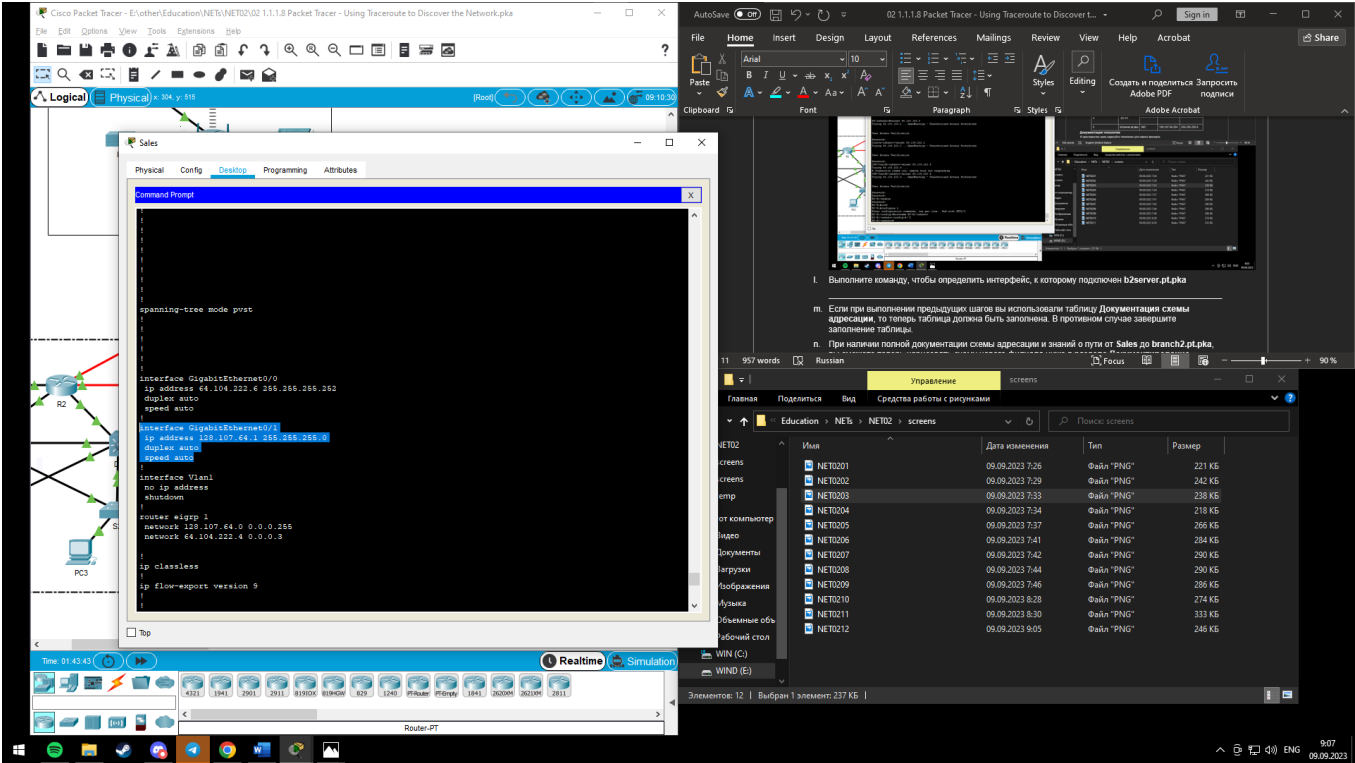 Cisco Packet Tracer - E:\other\Education\NETs\NET02\02 1.1.1.8 Packet Tracer - Using Traceroute to Discover the Network.pka
File Edit Options View Tools Extensions Help
?
Logical Physical x: 304, y: 515 [Root] 09:10:30
Sales
Physical Config Desktop Programming Attributes
Command Prompt X
!
!
!
!
!
!
!
!
!
spanning-tree mode pvst
!
!
!
!
!
!
interface GigabitEthernet0/0
ip address 64.104.222.6 255.255.255.252
duplex auto
speed auto
!
interface GigabitEthernet0/1
ip address 128.107.64.1 255.255.255.0
duplex auto
speed auto
!
interface Vlan1
no ip address
shutdown
!
router eigrp 1
network 128.107.64.0 0.0.0.255
network 64.104.222.4 0.0.0.3
!
ip classless
!
ip flow-export version 9
!
!
Top
R2
PC3
Time: 01:43:43
Realtime Simulation
4321 1941 2901 2911 819IOX 819HGW 829 1240 PT-Router PT-Empty 1841 2620XM 2621XM 2811
Router-PT
AutoSave Off 02 1.1.1.8 Packet Tracer - Using Traceroute to Discover t... Sign in
File Home Insert Design Layout References Mailings Review View Help Acrobat Share
Paste
Arial 10
Styles
Editing
Создать и поделиться Adobe PDF
Запросить подписи
Clipboard Font Paragraph Styles Adobe Acrobat
l. Выполните команду, чтобы определить интерфейс, к которому подключен b2server.pt.pka
m. Если при выполнении предыдущих шагов вы использовали таблицу Документация схемы
адресации, то теперь таблица должна быть заполнена. В противном случае завершите
заполнение таблицы.
n. При наличии полной документации схемы адресации и знаний о пути от Sales до branch2.pt.pka,
11 957 words Russian Focus 90 %
Управление screens
Главная Поделиться Вид Средства работы с рисунками
Education NETs NET02 screens
Поиск: screens
Имя Дата изменения Тип Размер
NET0201 09.09.2023 7:26 Файл "PNG" 221 КБ
NET0202 09.09.2023 7:29 Файл "PNG" 242 КБ
NET0203 09.09.2023 7:33 Файл "PNG" 238 КБ
NET0204 09.09.2023 7:34 Файл "PNG" 218 КБ
NET0205 09.09.2023 7:37 Файл "PNG" 266 КБ
NET0206 09.09.2023 7:41 Файл "PNG" 284 КБ
NET0207 09.09.2023 7:42 Файл "PNG" 290 КБ
NET0208 09.09.2023 7:44 Файл "PNG" 290 КБ
NET0209 09.09.2023 7:46 Файл "PNG" 286 КБ
NET0210 09.09.2023 8:28 Файл "PNG" 274 КБ
NET0211 09.09.2023 8:30 Файл "PNG" 333 КБ
NET0212 09.09.2023 9:05 Файл "PNG" 246 КБ
NET02
screens
screens
temp
от компьютер
Видео
Документы
Загрузки
Изображения
Музыка
Объемные объ
Рабочий стол
WIN (C:)
WIND (E:)
Элементов: 12 Выбран 1 элемент: 237 КБ
ENG
9:07
09.09.2023